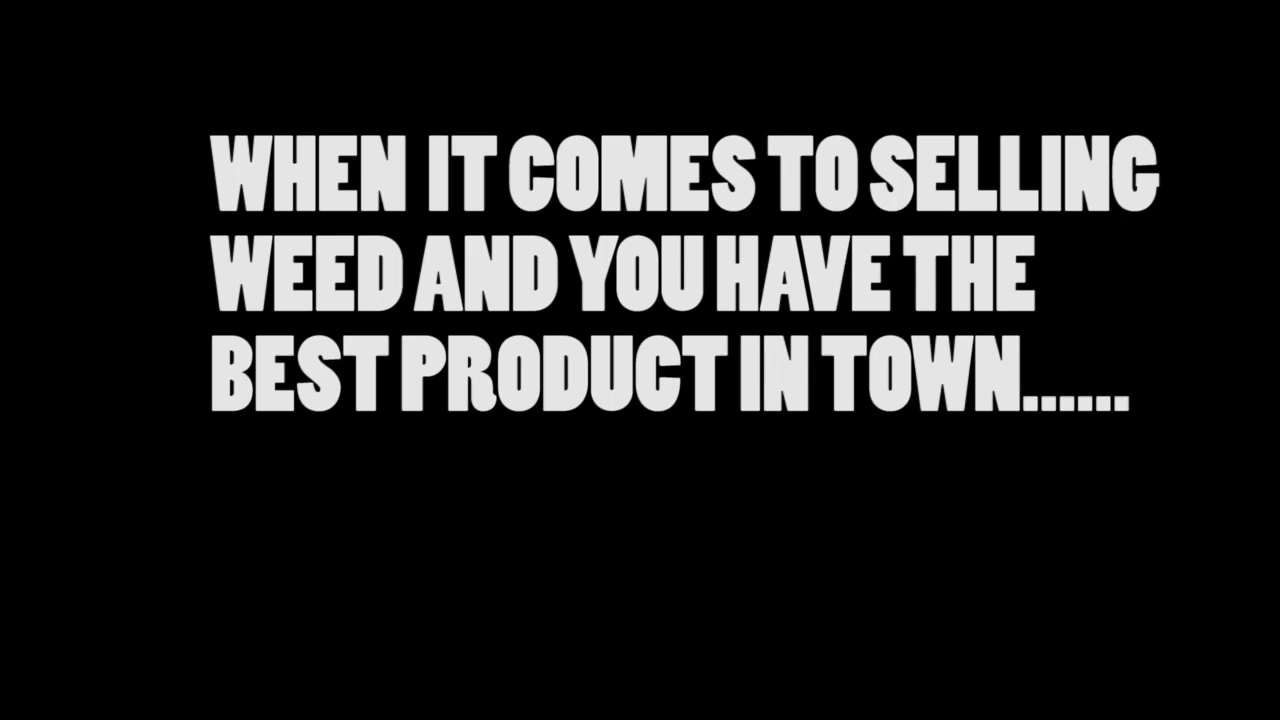 WHEN IT COMES TO SELLING
WEED AND YOU HAVE THE
BEST PRODUCT IN TOWN......